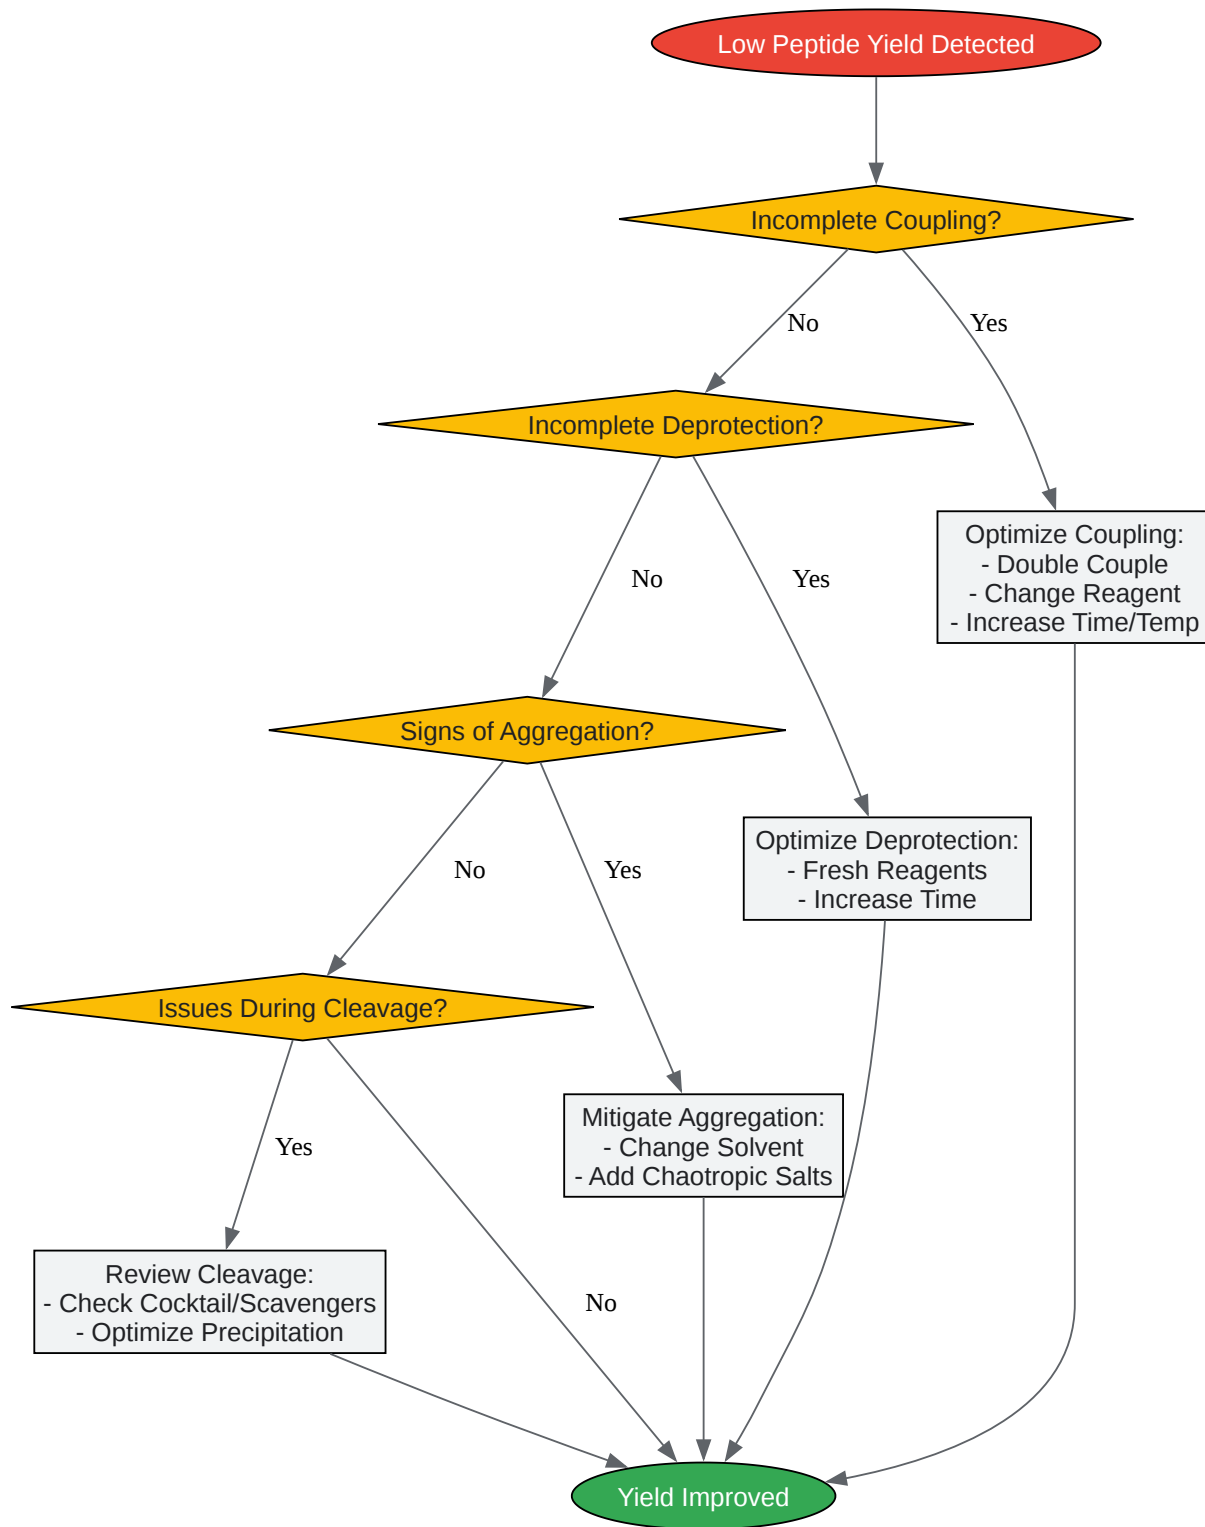 Low Peptide Yield Detected
Incomplete Coupling?
No
Yes
Incomplete Deprotection?
No
Yes
Optimize Coupling:
- Double Couple
- Change Reagent
- Increase Time/Temp
Signs of Aggregation?
No
Yes
Optimize Deprotection:
- Fresh Reagents
- Increase Time
Issues During Cleavage?
Yes
No
Mitigate Aggregation:
- Change Solvent
- Add Chaotropic Salts
Review Cleavage:
- Check Cocktail/Scavengers
- Optimize Precipitation
Yield Improved